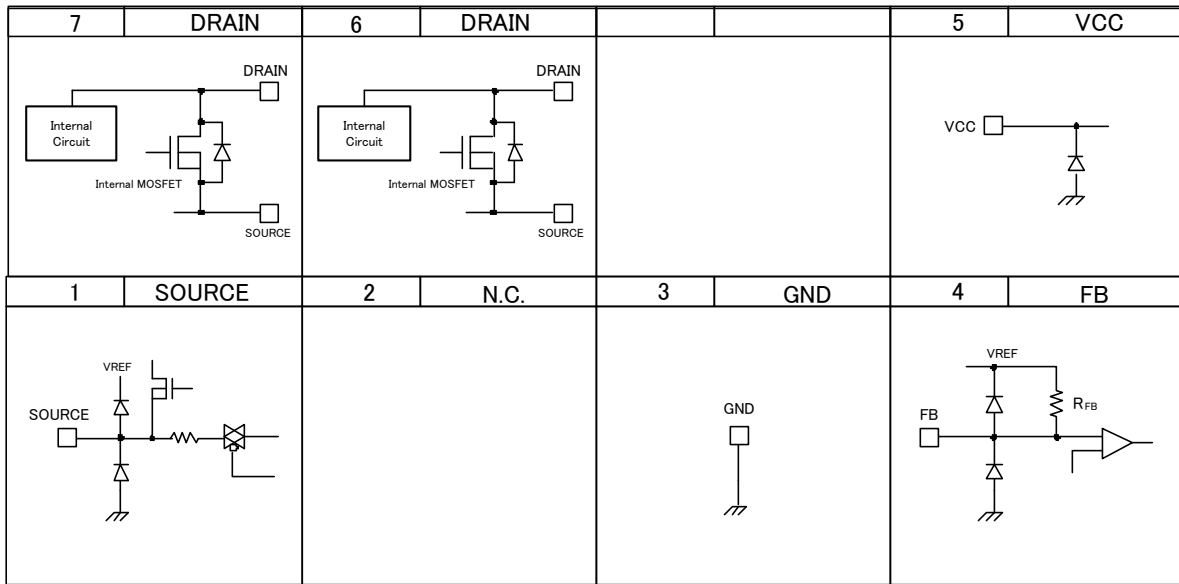 7 DRAIN 6 DRAIN 5 VCC
DRAIN
Internal
Circuit
Internal MOSFET
SOURCE
DRAIN
Internal
Circuit
Internal MOSFET
SOURCE
VCC
1 SOURCE 2 N.C. 3 GND 4 FB
VREF
SOURCE
GND
VREF
FB
RFB